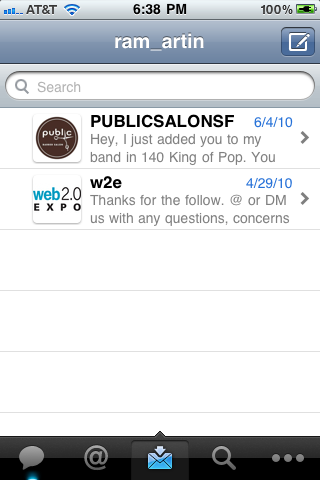 AT&T 6:38 PM 100%
ram_artin
Search
PUBLICSALONSF 6/4/10
Hey, I just added you to my
band in 140 King of Pop. You
public
w2e 4/29/10
Thanks for the follow. @ or DM
us with any questions, concerns
web2.0
EXPO
@